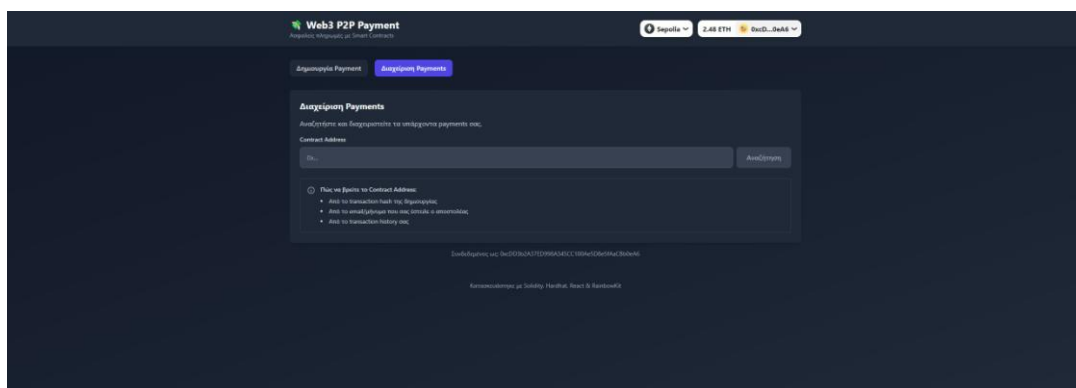 Web3 P2P Payment
Ασφαλείς πληρωμές με Smart Contracts
Sepolia
2.48 ETH
0xcD...0eA6
Δημιουργία Payment
Διαχείριση Payments
Διαχείριση Payments
Αναζητήστε και διαχειριστείτε τα υπάρχοντα payments σας.
Contract Address
0x...
Αναζήτηση
Πώς να βρείτε το Contract Address:
• Από το transaction hash της δημιουργίας
• Από το email/μήνυμα που σας έστειλε ο αποστολέας
• Από το transaction history σας
Συνδεδεμένος ως:
Κατασκευάστηκε με Solidity, Hardhat, React & RainbowKit